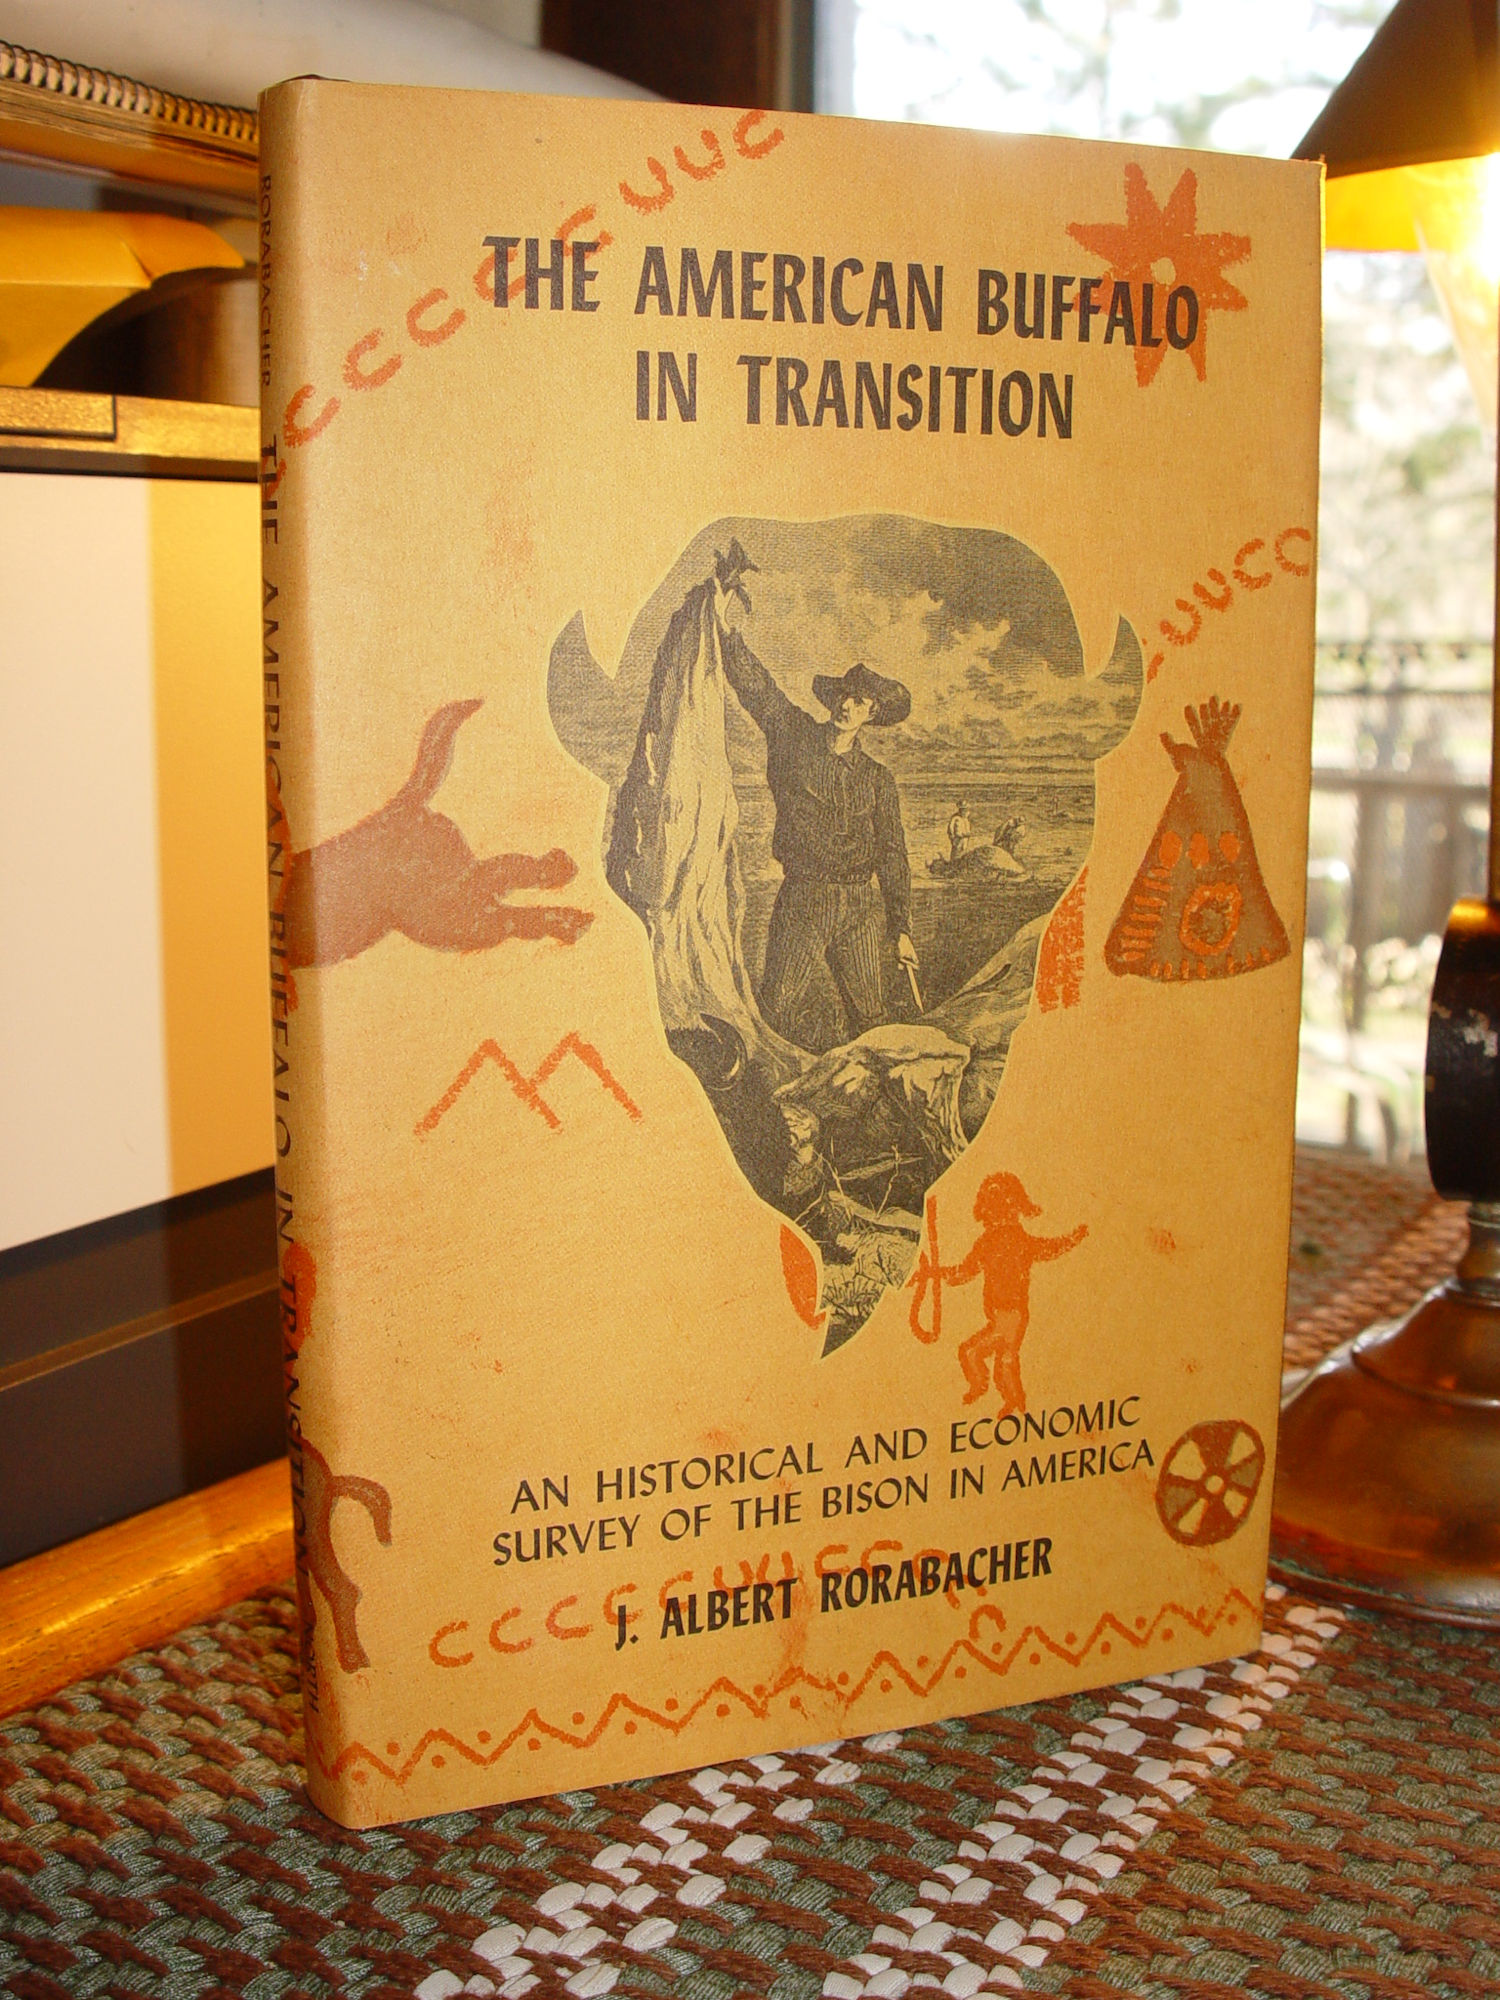 THE AMERICAN BUFFALO
IN TRANSITION
AN HISTORICAL AND ECONOMIC
SURVEY OF THE BISON IN AMERICA
J. ALBERT RORABACHER
RORABACHER THE AMERICAN BUFFALO IN TRANSITION NORTH